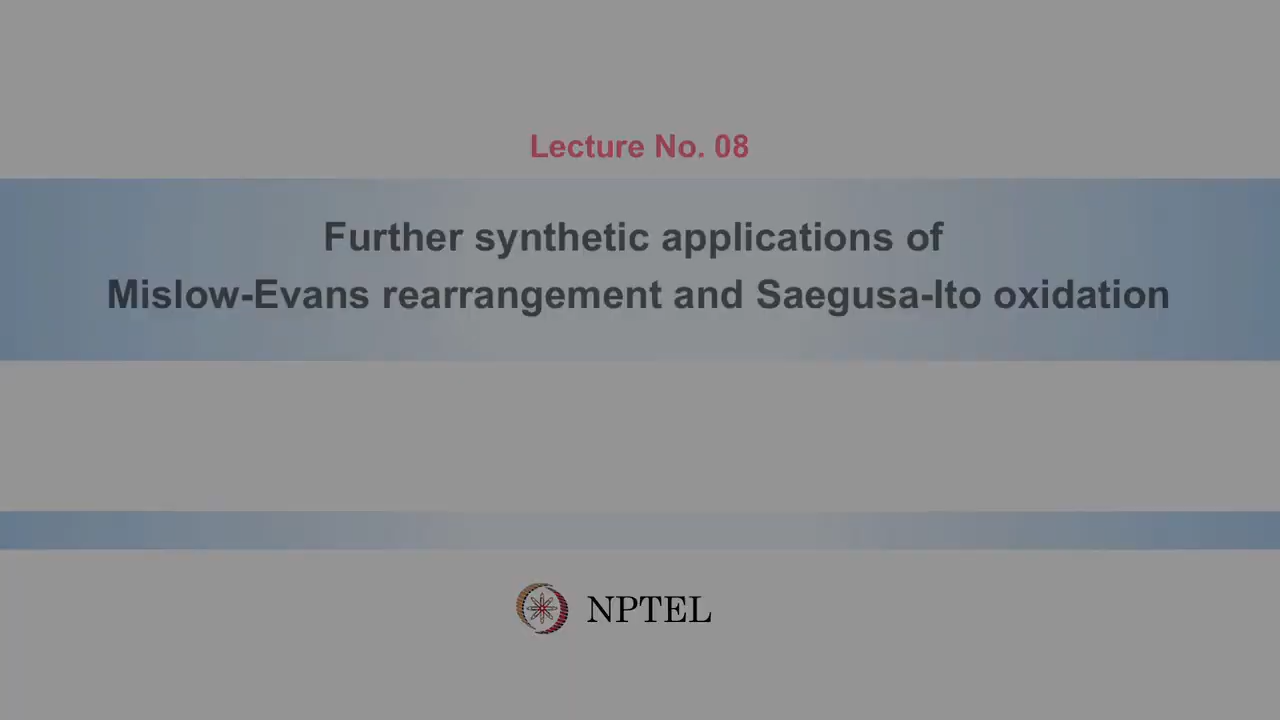 Lecture No. 08
Further synthetic applications of
Mislow-Evans rearrangement and Saegusa-Ito oxidation
NPTEL